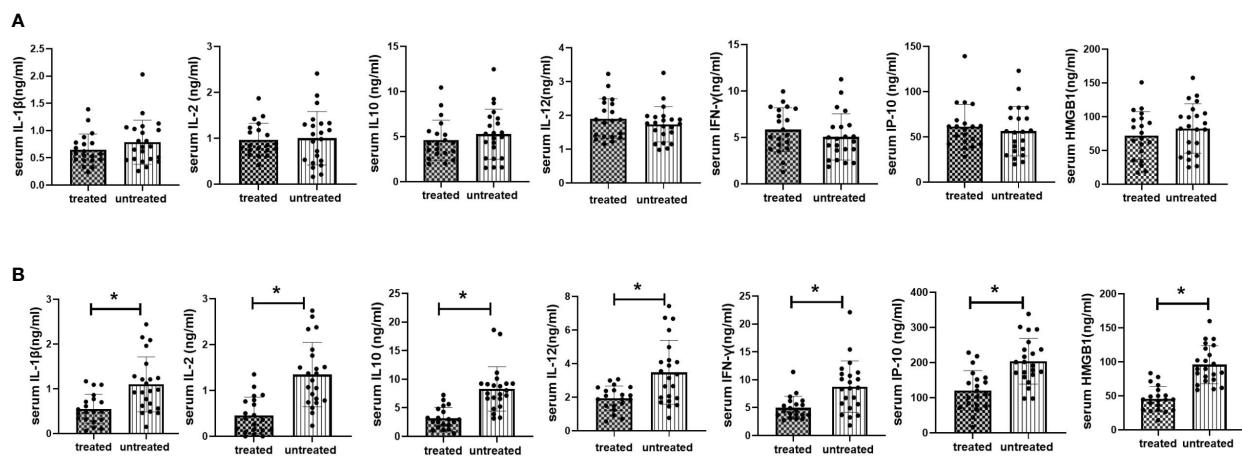 A
serum IL-1β(ng/ml)
2.5
2.0
1.5
1.0
0.5
0.0
treated untreated
serum IL-2 (ng/ml)
3
2
1
0
treated untreated
serum IL10 (ng/ml)
15
10
5
0
treated untreated
serum IL-12(ng/ml)
4
3
2
1
0
treated untreated
serum IFN-γ(ng/ml)
15
10
5
0
treated untreated
serum IP-10 (ng/ml)
150
100
50
0
treated untreated
serum HMGB1(ng/ml)
200
150
100
50
0
treated untreated
B
serum IL-1β(ng/ml)
3
2
1
0
*
treated untreated
serum IL-2 (ng/ml)
3
2
1
0
*
treated untreated
serum IL10 (ng/ml)
25
20
15
10
5
0
*
treated untreated
serum IL-12(ng/ml)
8
6
4
2
0
*
treated untreated
serum IFN-γ(ng/ml)
25
20
15
10
5
0
*
treated untreated
serum IP-10 (ng/ml)
400
300
200
100
0
*
treated untreated
serum HMGB1(ng/ml)
200
150
100
50
0
*
treated untreated